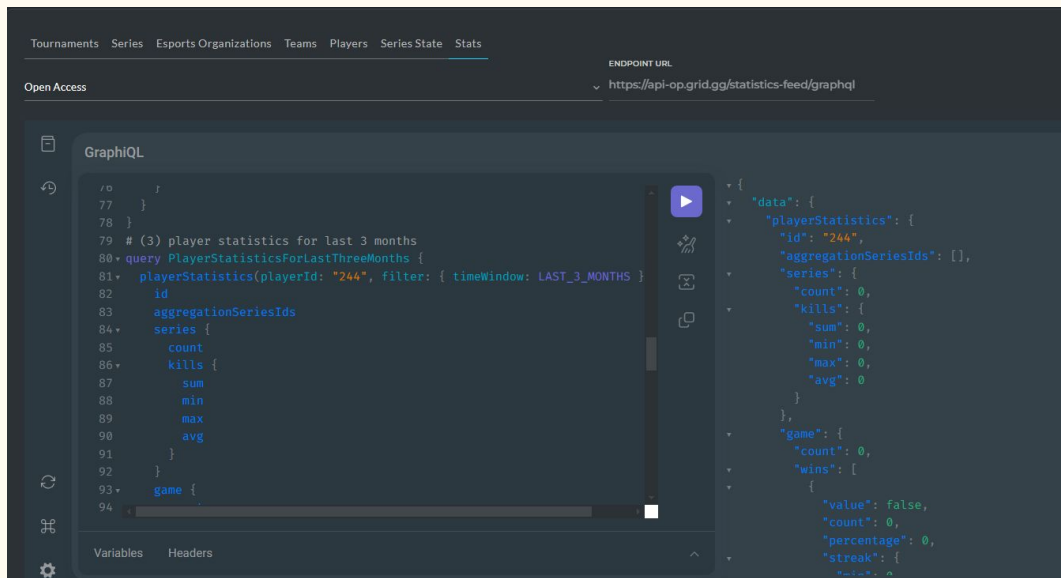 Tournaments Series Esports Organizations Teams Players Series State Stats
ENDPOINT URL
Open Access
https://api-op.grid.gg/statistics-feed/graphql
GraphiQL
76 }
77 }
78 }
79 # (3) player statistics for last 3 months
80 query PlayerStatisticsForLastThreeMonths {
81 playerStatistics(playerId: "244", filter: { timeWindow: LAST_3_MONTHS }
82 id
83 aggregationSeriesIds
84 series {
85 count
86 kills {
87 sum
88 min
89 max
90 avg
91 }
92 }
93 game {
94
Variables Headers
{
"data": {
"playerStatistics": {
"id": "244",
"aggregationSeriesIds": [],
"series": {
"count": 0,
"kills": {
"sum": 0,
"min": 0,
"max": 0,
"avg": 0
}
},
"game": {
"count": 0,
"wins": [
{
"value": false,
"count": 0,
"percentage": 0,
"streak": {